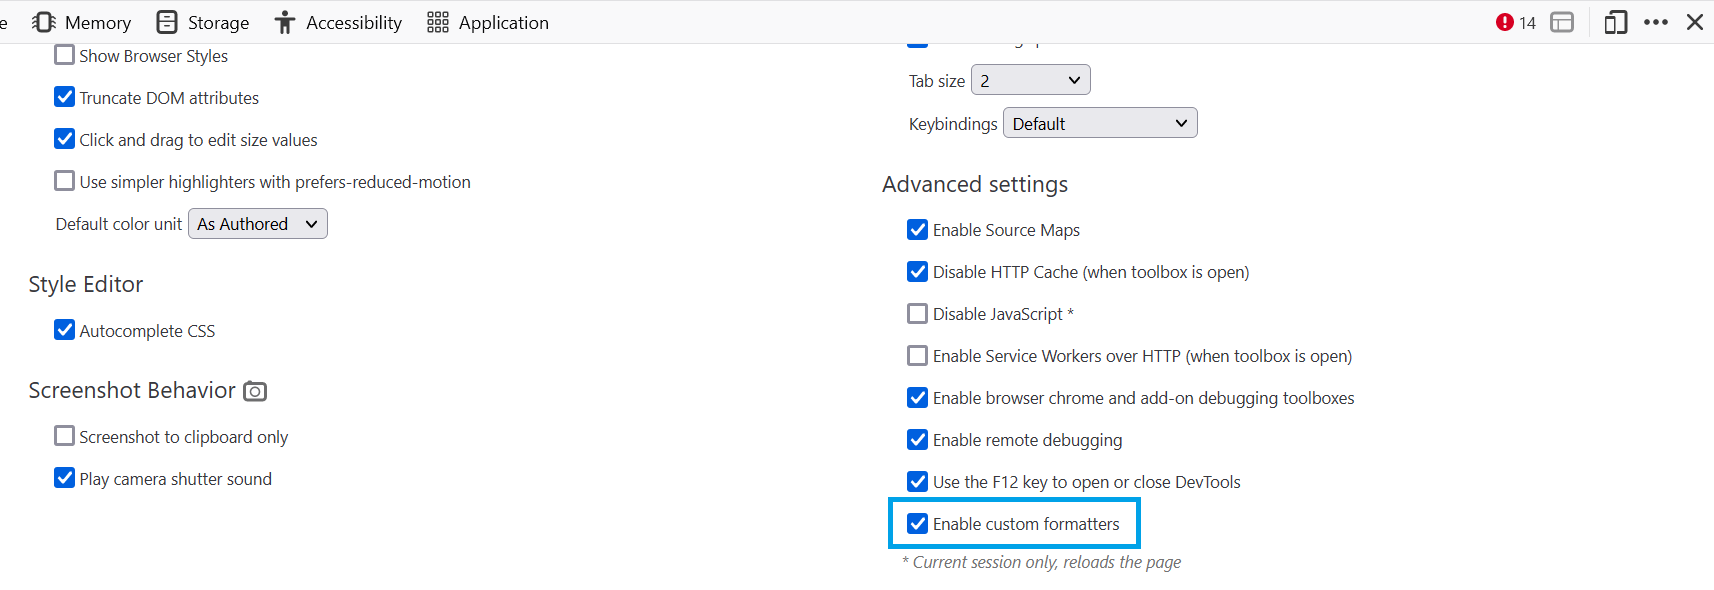 Memory Storage Accessibility Application 14
Show Browser Styles
Truncate DOM attributes
Click and drag to edit size values
Use simpler highlighters with prefers-reduced-motion
Default color unit As Authored
Style Editor
Autocomplete CSS
Screenshot Behavior
Screenshot to clipboard only
Play camera shutter sound
Tab size 2
Keybindings Default
Advanced settings
Enable Source Maps
Disable HTTP Cache (when toolbox is open)
Disable JavaScript *
Enable Service Workers over HTTP (when toolbox is open)
Enable browser chrome and add-on debugging toolboxes
Enable remote debugging
Use the F12 key to open or close DevTools
Enable custom formatters
* Current session only, reloads the page